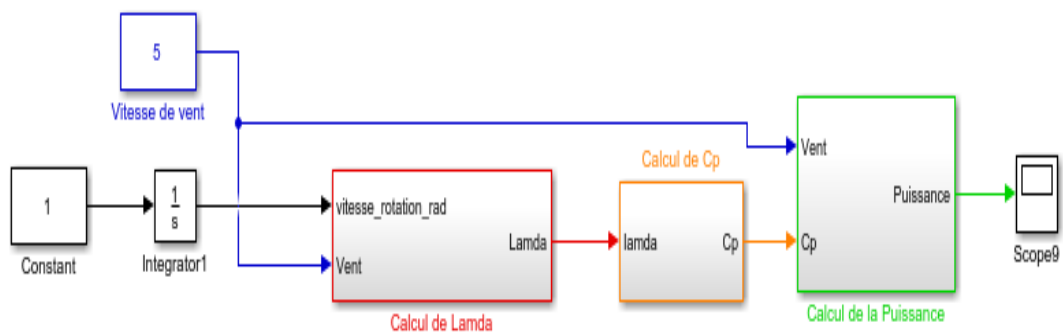 5
Vitesse de vent
1
Constant
1
s
Integrator1
vitesse_rotation_rad
Vent
Lamda
Calcul de Lamda
Calcul de Cp
lamda
Cp
Vent
Cp
Puissance
Calcul de la Puissance
Scope9